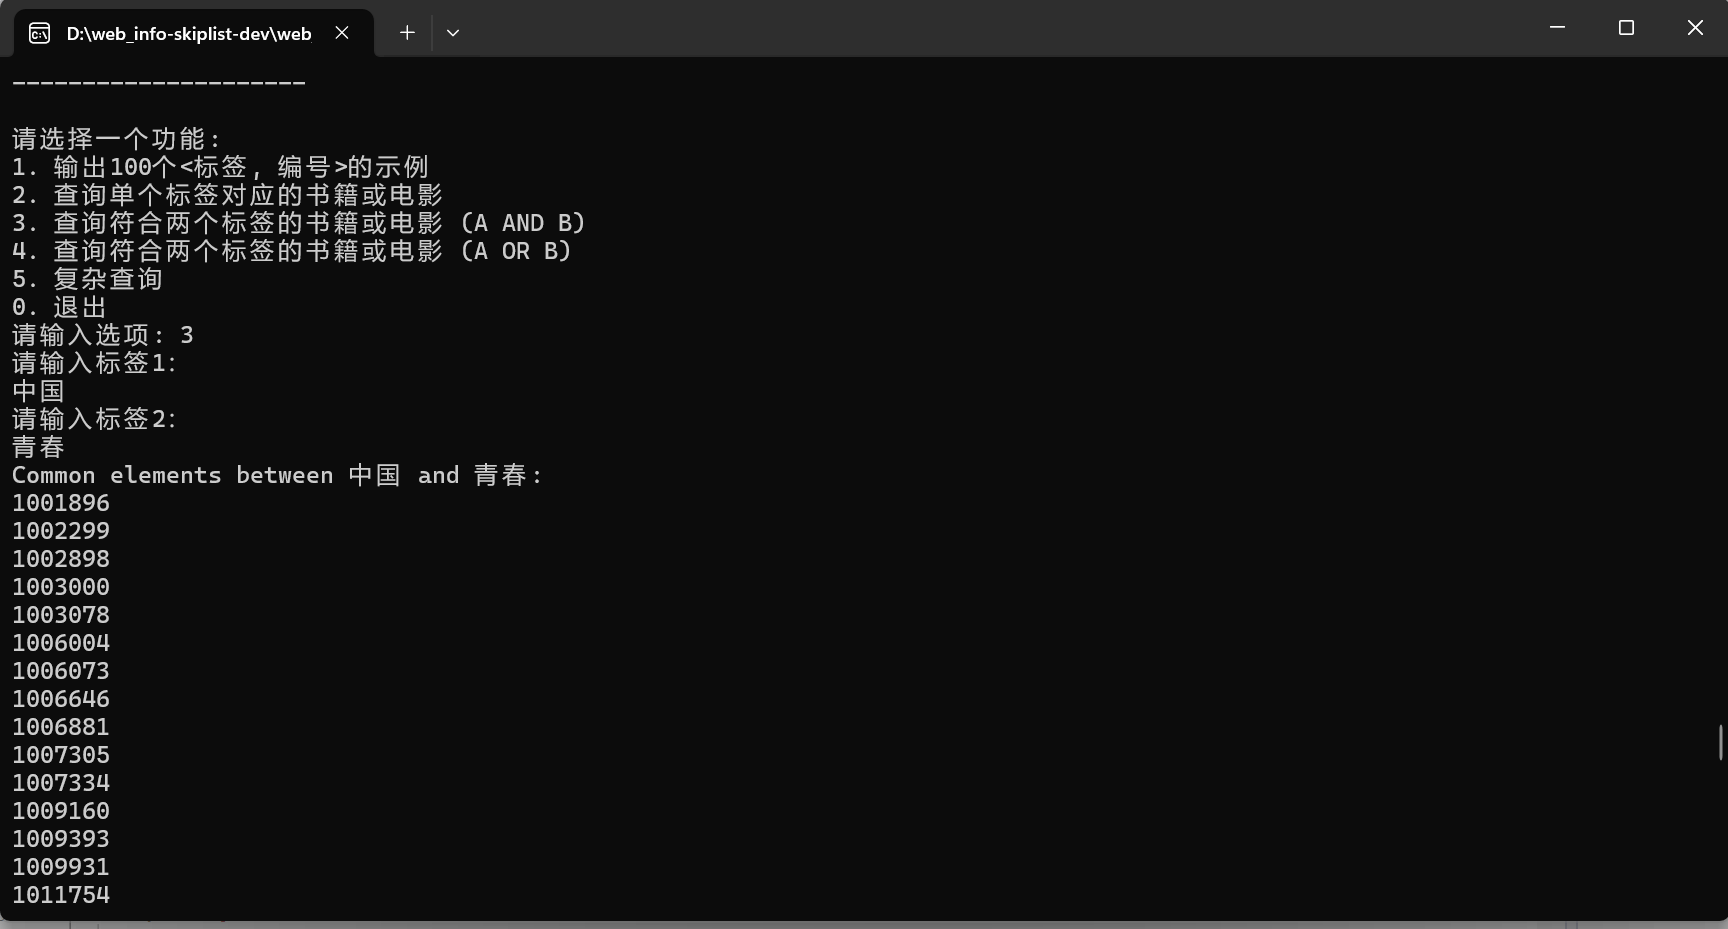 D:\web_info-skiplist-dev\web
---------------------
请选择一个功能:
1. 输出100个<标签, 编号>的示例
2. 查询单个标签对应的书籍或电影
3. 查询符合两个标签的书籍或电影 (A AND B)
4. 查询符合两个标签的书籍或电影 (A OR B)
5. 复杂查询
0. 退出
请输入选项: 3
请输入标签1:
中国
请输入标签2:
青春
Common elements between 中国 and 青春:
1001896
1002299
1002898
1003000
1003078
1006004
1006073
1006646
1006881
1007305
1007334
1009160
1009393
1009931
1011754